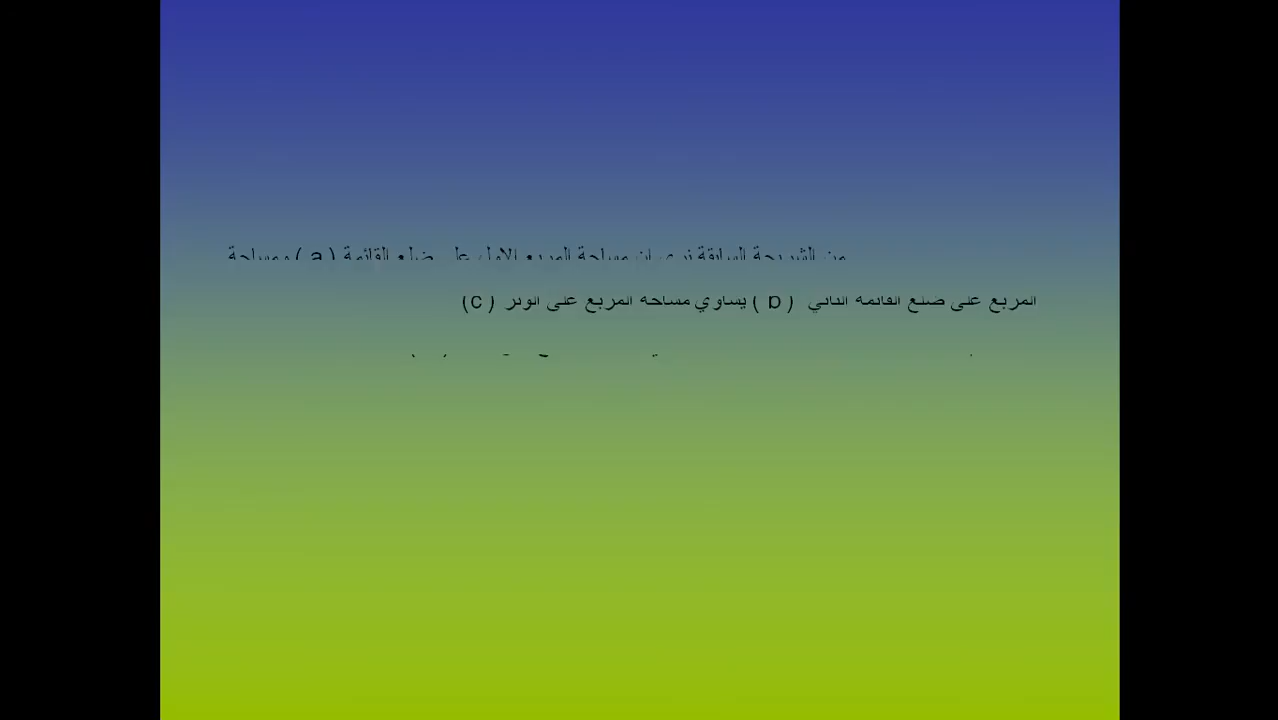 من الشريحة السابقة نرى ان مساحة المربع الاول على ضلع القائمة ( a ) ومساحة
المربع على ضلع القائمة الثاني ( b ) يساوي مساحة المربع على الوتر ( c )